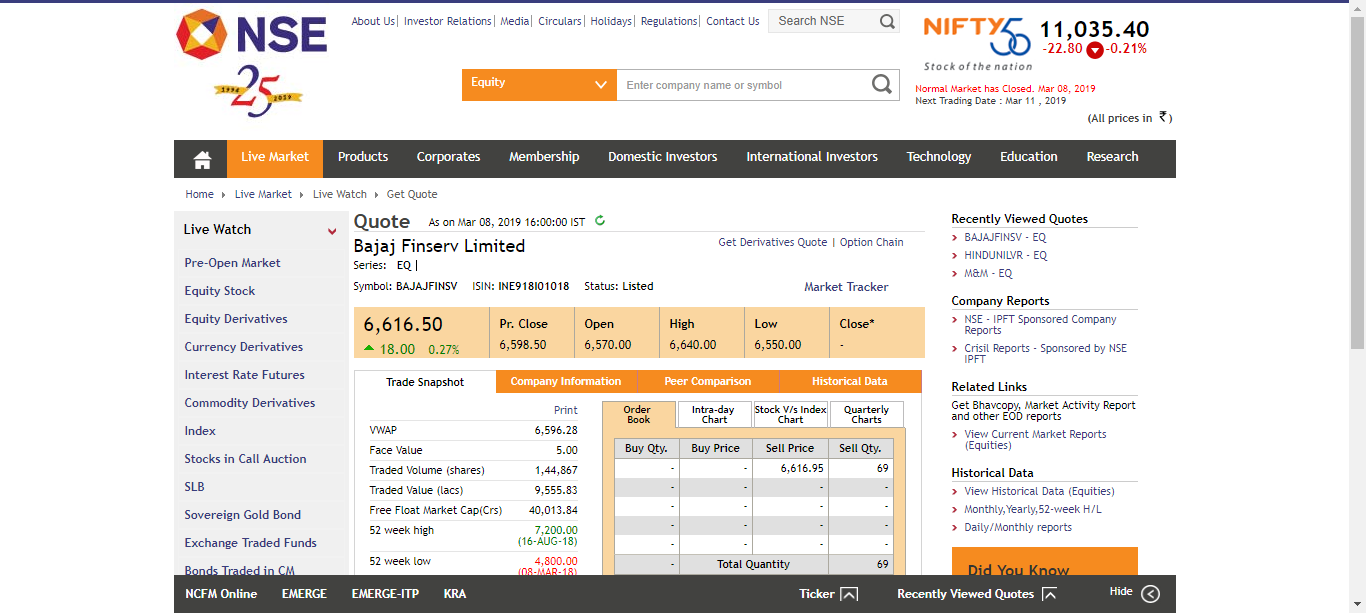 NSE
1994 25 2019
About Us | Investor Relations | Media | Circulars | Holidays | Regulations | Contact Us
Search NSE
Equity
Enter company name or symbol
NIFTY50
Stock of the nation
11,035.40
-22.80 -0.21%
Normal Market has Closed. Mar 08, 2019
Next Trading Date : Mar 11 , 2019
(All prices in ₹)
Live Market Products Corporates Membership Domestic Investors International Investors Technology Education Research
Home Live Market Live Watch Get Quote
Live Watch
Pre-Open Market
Equity Stock
Equity Derivatives
Currency Derivatives
Interest Rate Futures
Commodity Derivatives
Index
Stocks in Call Auction
SLB
Sovereign Gold Bond
Exchange Traded Funds
Bonds Traded in CM
Quote As on Mar 08, 2019 16:00:00 IST
Bajaj Finserv Limited
Get Derivatives Quote | Option Chain
Series: EQ |
Symbol: BAJAJFINSV ISIN: INE918I01018 Status: Listed
Market Tracker
6,616.50
18.00 0.27%
Pr. Close Open High Low Close*
6,598.50 6,570.00 6,640.00 6,550.00 -
Trade Snapshot Company Information Peer Comparison Historical Data
Print
VWAP 6,596.28
Face Value 5.00
Traded Volume (shares) 1,44,867
Traded Value (lacs) 9,555.83
Free Float Market Cap(Crs) 40,013.84
52 week high 7,200.00
(16-AUG-18)
52 week low 4,800.00
(08-MAR-18)
Order Book
Intra-day Chart
Stock V/s Index Chart
Quarterly Charts
Buy Qty. Buy Price Sell Price Sell Qty.
- - 6,616.95 69
- - - -
- - - -
- - - -
- - - -
- Total Quantity 69
Recently Viewed Quotes
BAJAJFINSV - EQ
HINDUNILVR - EQ
M&M - EQ
Company Reports
NSE - IPFT Sponsored Company
Reports
Crisil Reports - Sponsored by NSE
IPFT
Related Links
Get Bhavcopy, Market Activity Report
and other EOD reports
View Current Market Reports
(Equities)
Historical Data
View Historical Data (Equities)
Monthly,Yearly,52-week H/L
Daily/Monthly reports
Did You Know
NCFM Online EMERGE EMERGE-ITP KRA Ticker Recently Viewed Quotes Hide